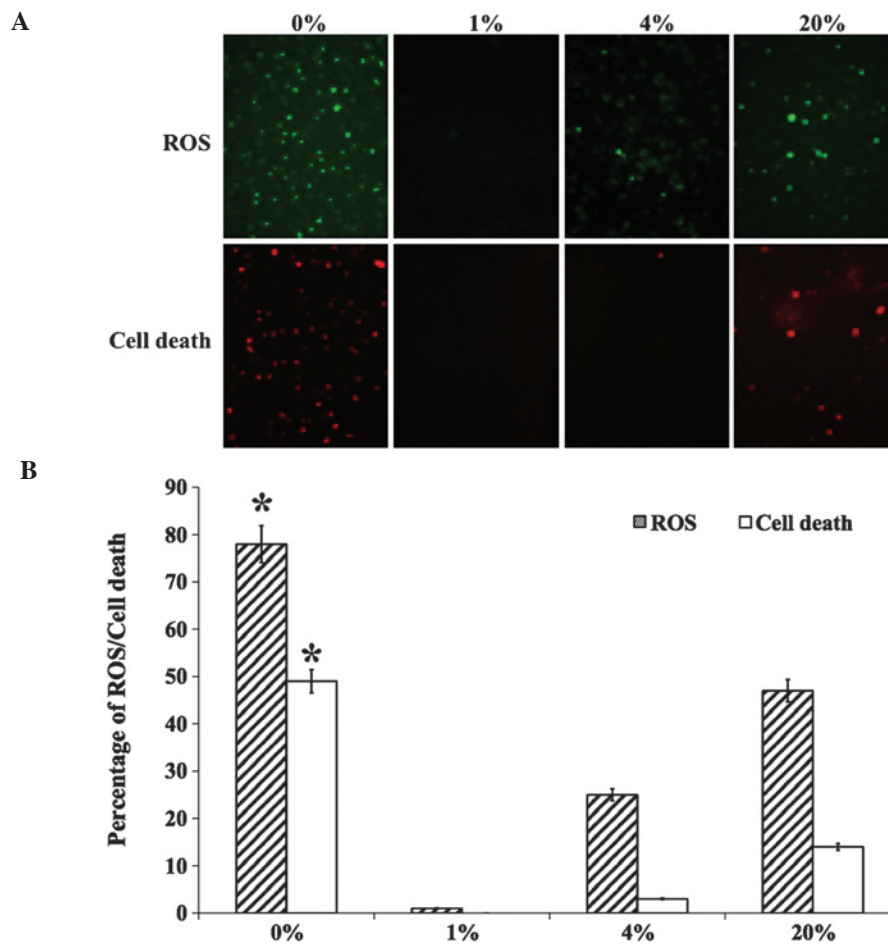 A
0% 1% 4% 20%
ROS
Cell death
B
Percentage of ROS/Cell death
90
80
70
60
50
40
30
20
10
0
* *
ROS Cell death
0% 1% 4% 20%